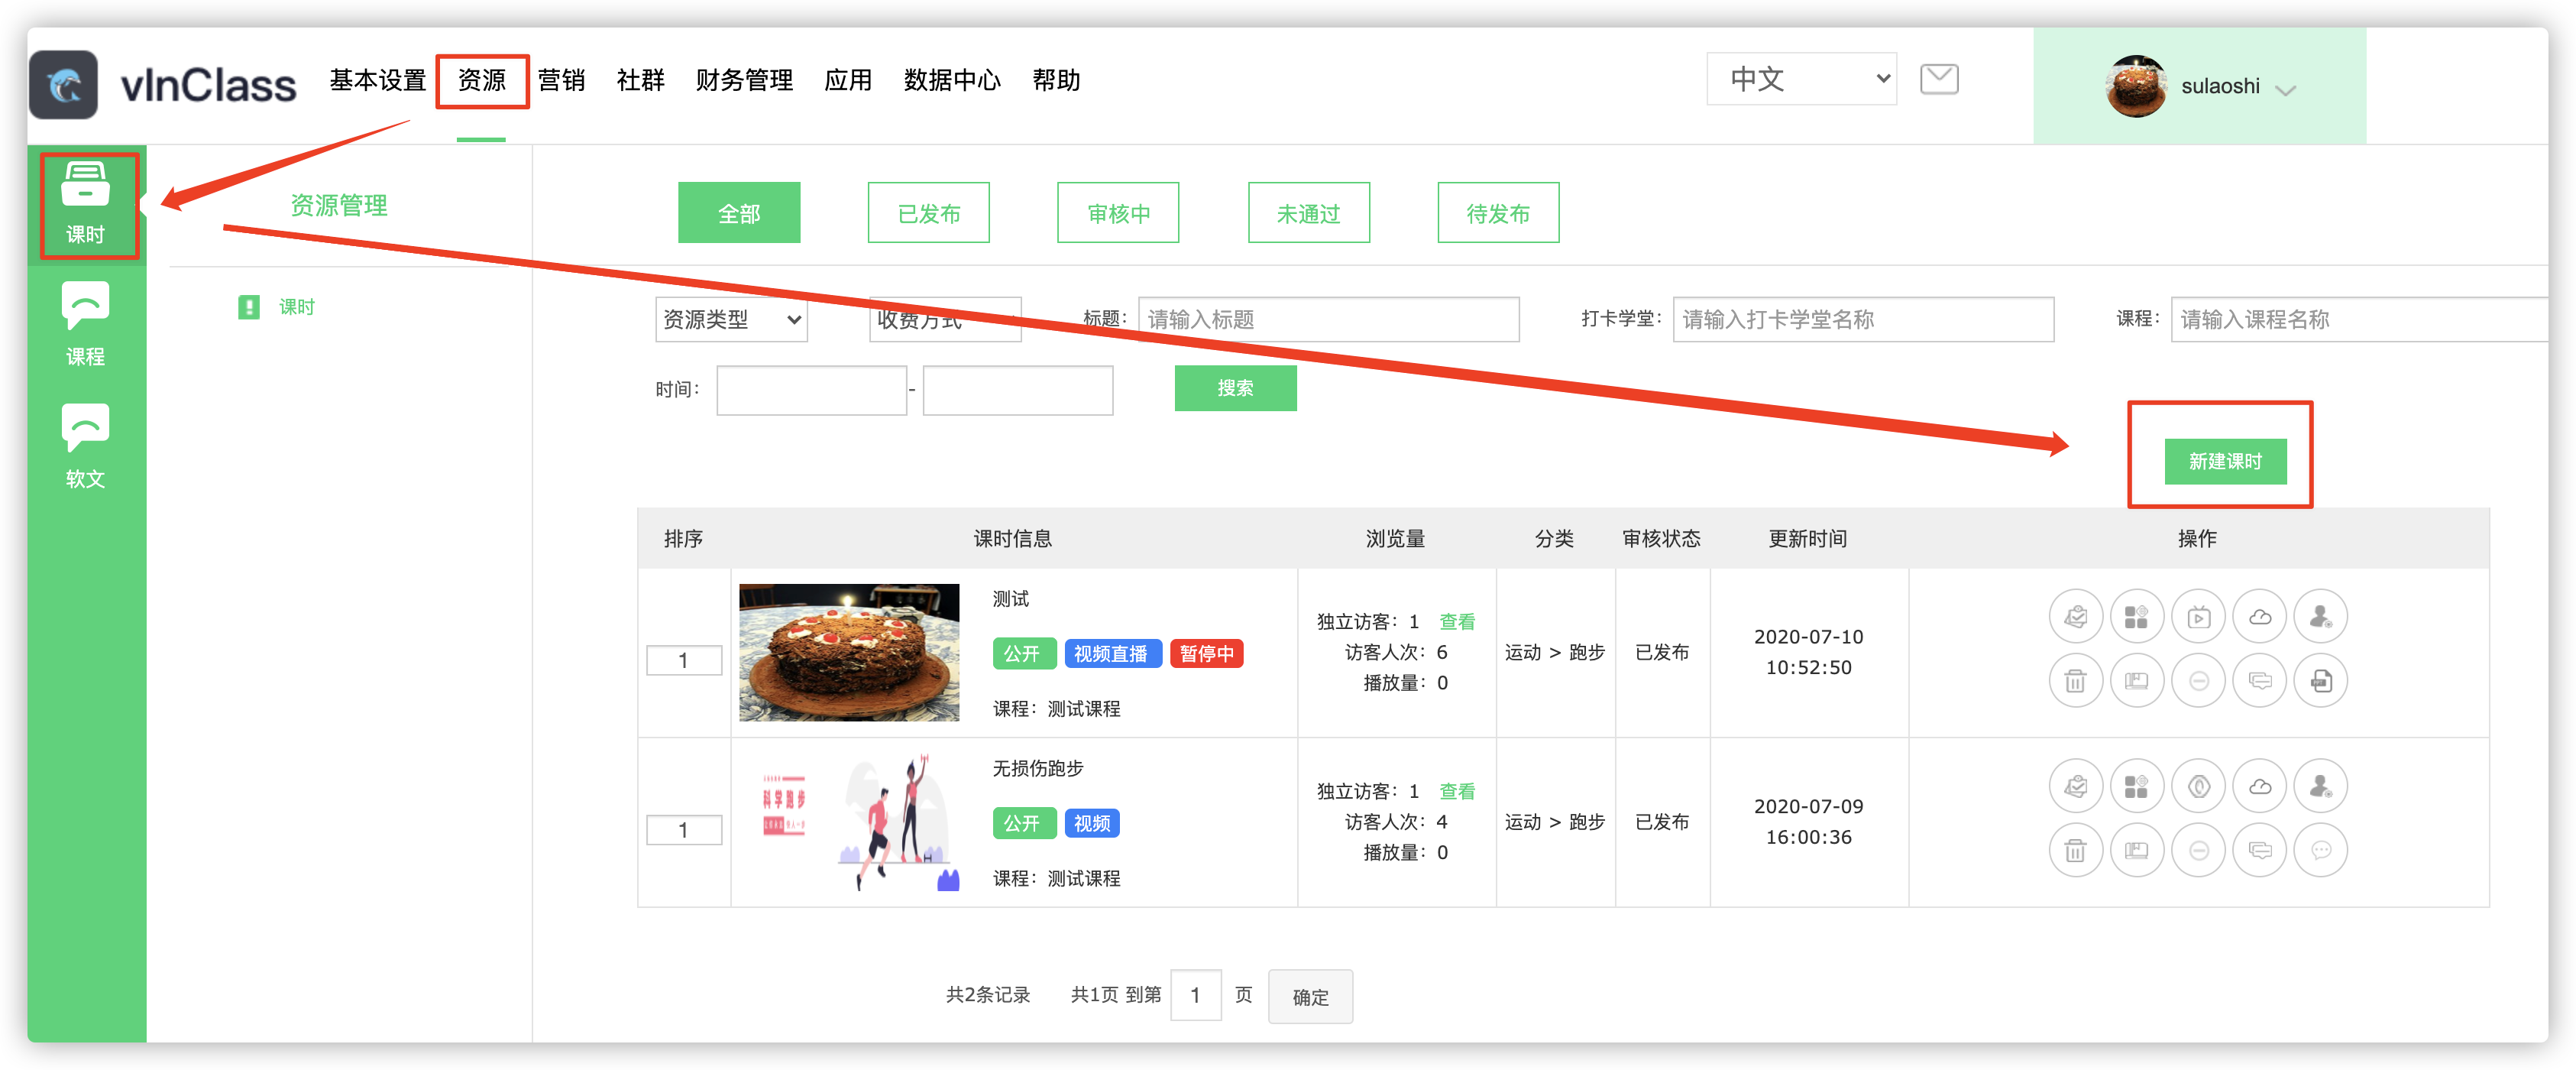 vInClass 基本设置 资源 营销 社群 财务管理 应用 数据中心 帮助 中文 sulaoshi
课时
课程
软文
资源管理
课时
全部 已发布 审核中 未通过 待发布
资源类型 收费方式 标题： 请输入标题 打卡学堂： 请输入打卡学堂名称 课程： 请输入课程名称
时间： - 搜索
新建课时
排序 课时信息 浏览量 分类 审核状态 更新时间 操作
1
测试
公开 视频直播 暂停中
课程：测试课程
独立访客：1 查看
访客人次：6
播放量：0
运动 > 跑步
已发布
2020-07-10
10:52:50
1
科学跑步
无损伤跑步
公开 视频
课程：测试课程
独立访客：1 查看
访客人次：4
播放量：0
运动 > 跑步
已发布
2020-07-09
16:00:36
共2条记录 共1页 到第 1 页 确定